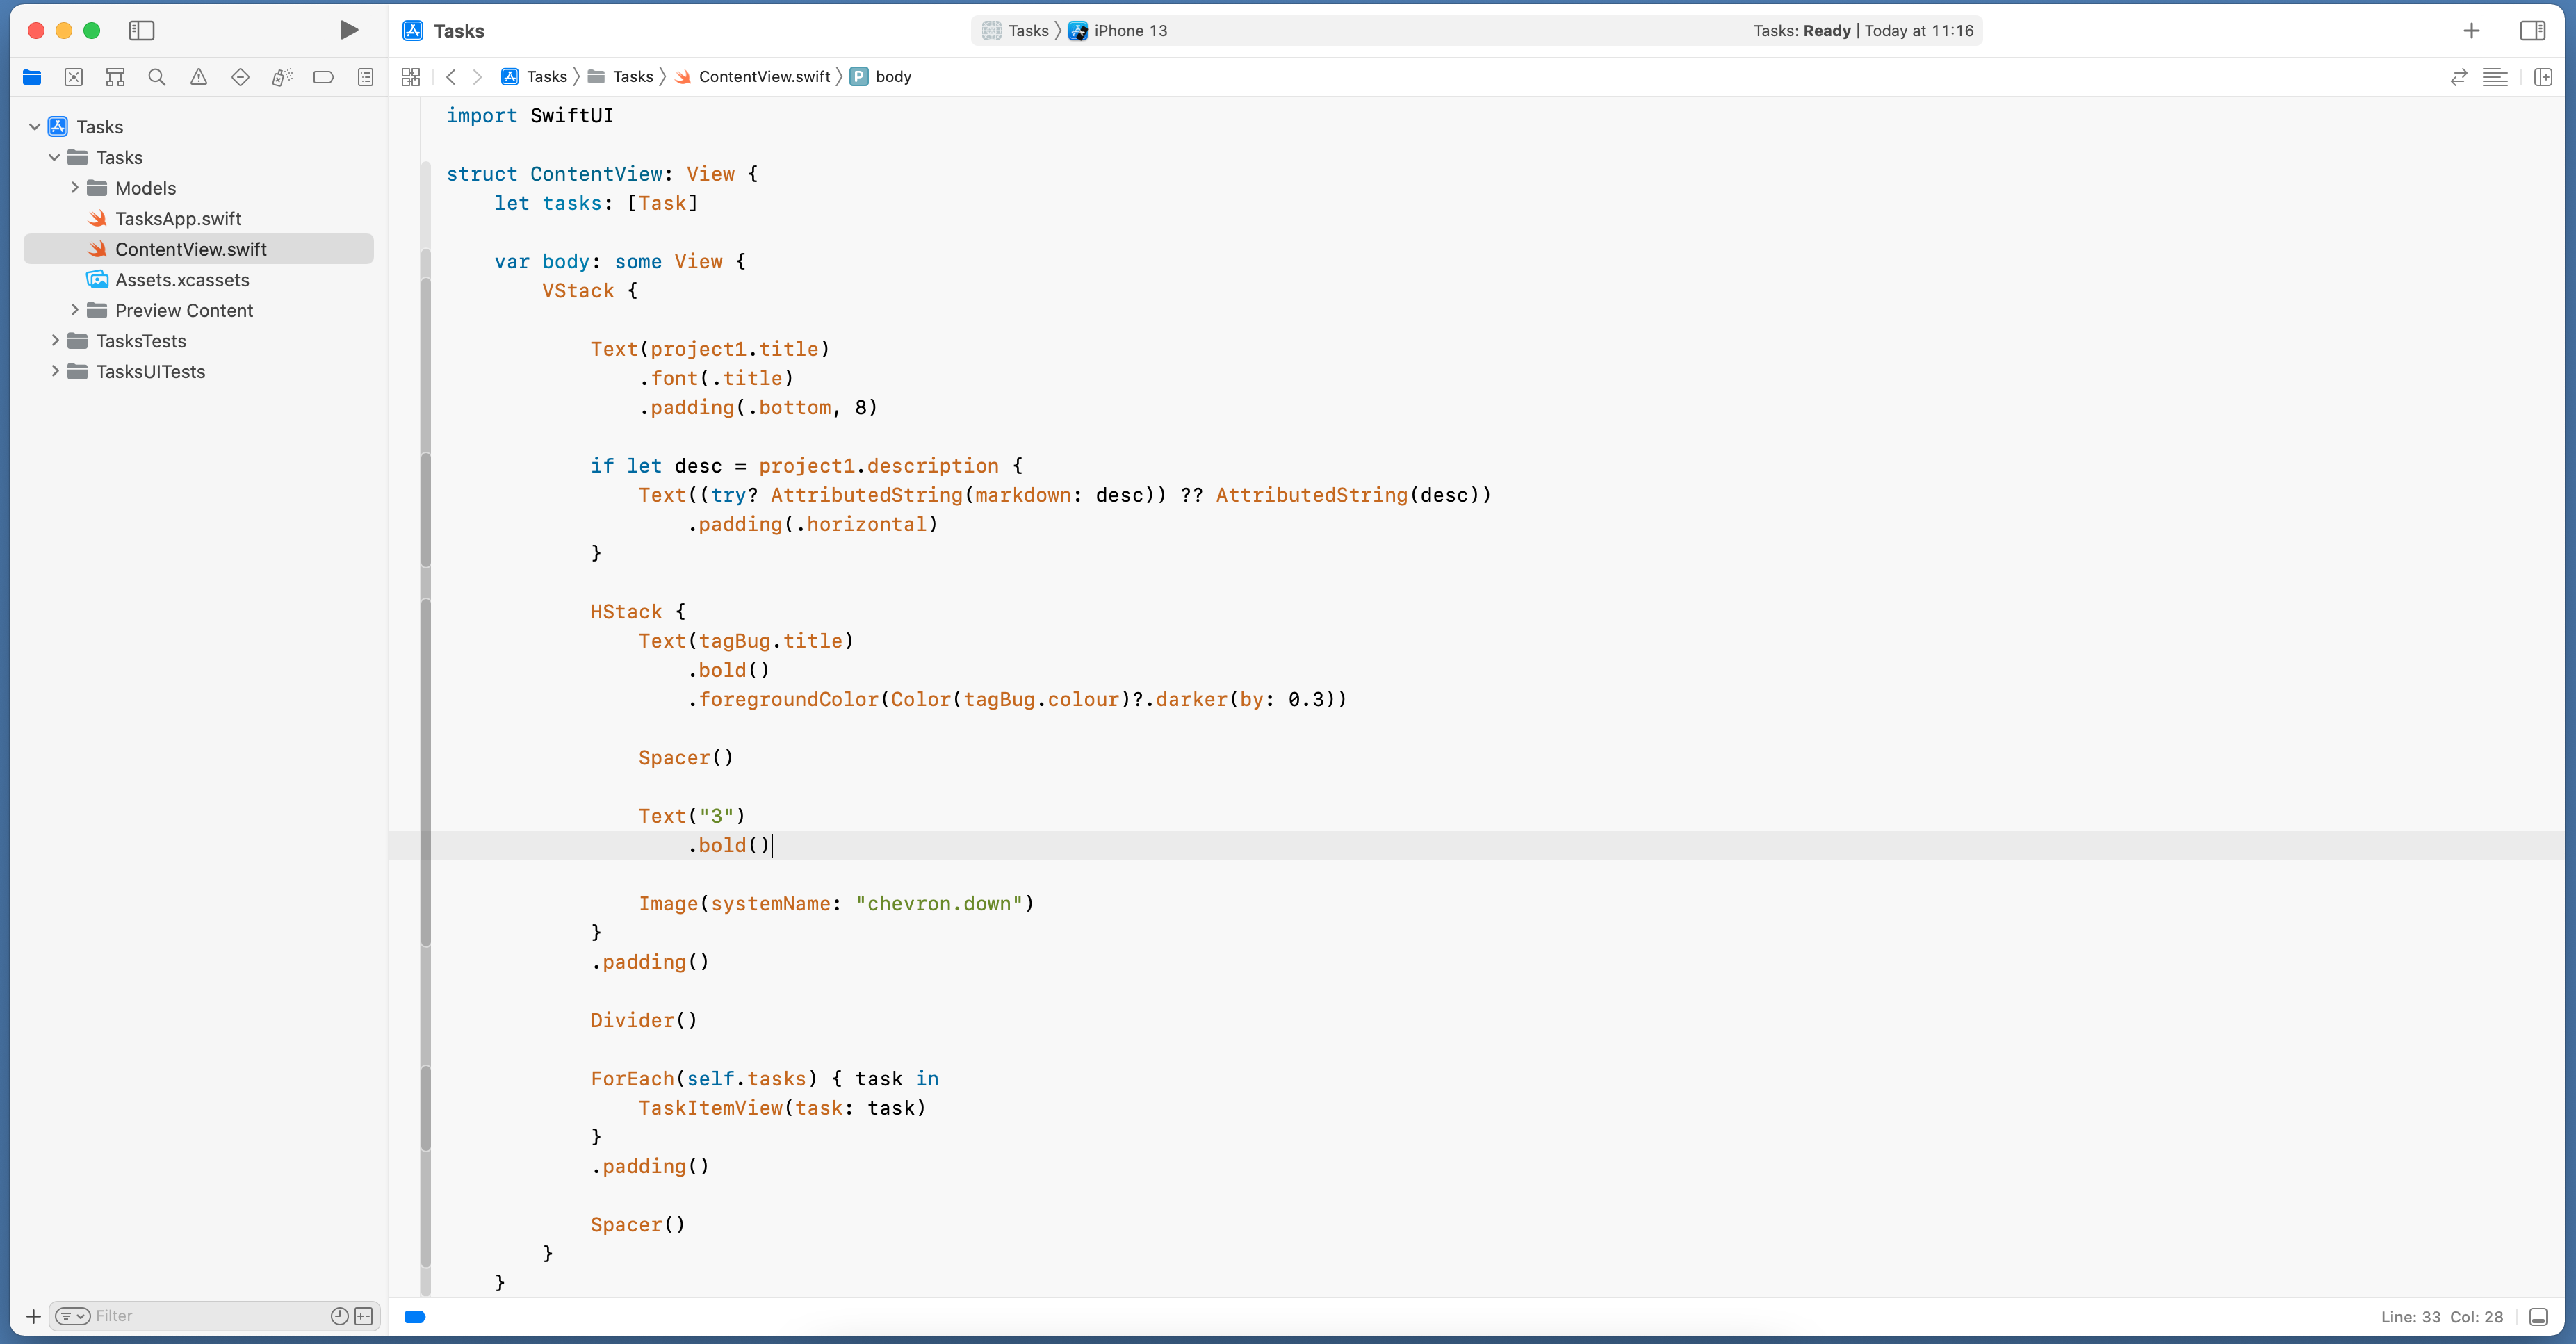 Tasks
Tasks
iPhone 13
Tasks: Ready | Today at 11:16
Tasks
Tasks
ContentView.swift
P
body
Tasks
Tasks
Models
TasksApp.swift
ContentView.swift
Assets.xcassets
Preview Content
TasksTests
TasksUITests
import SwiftUI
struct ContentView: View {
let tasks: [Task]
var body: some View {
VStack {
Text(project1.title)
.font(.title)
.padding(.bottom, 8)
if let desc = project1.description {
Text((try? AttributedString(markdown: desc)) ?? AttributedString(desc))
.padding(.horizontal)
}
HStack {
Text(tagBug.title)
.bold()
.foregroundColor(Color(tagBug.colour)?.darker(by: 0.3))
Spacer()
Text("3")
.bold()
Image(systemName: "chevron.down")
}
.padding()
Divider()
ForEach(self.tasks) { task in
TaskItemView(task: task)
}
.padding()
Spacer()
}
}
Filter
Line: 33 Col: 28